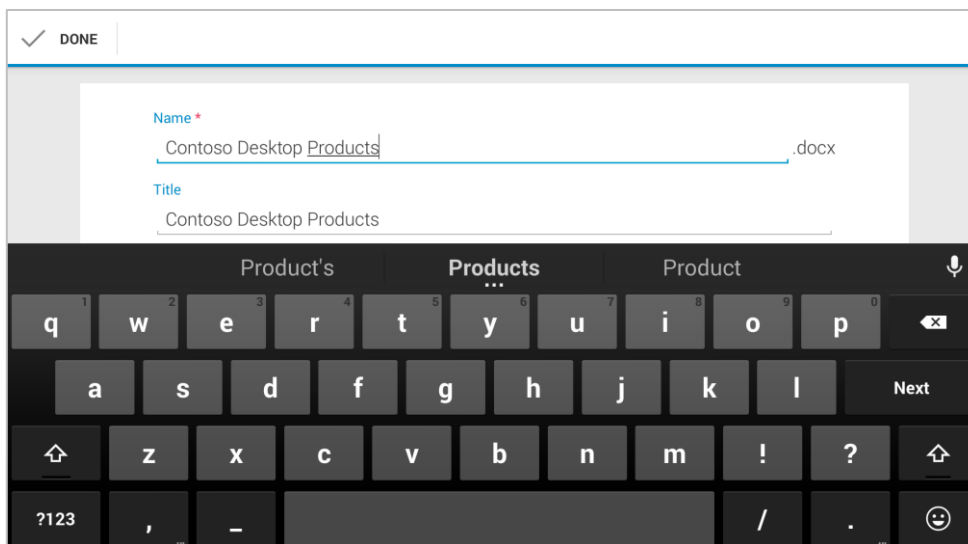 DONE
Name *
Contoso Desktop Products .docx
Title
Contoso Desktop Products
Product's Products Product
...
1 2 3 4 5 6 7 8 9 0
q w e r t y u i o p
a s d f g h j k l Next
z x c v b n m ! ?
?123 , _ / .